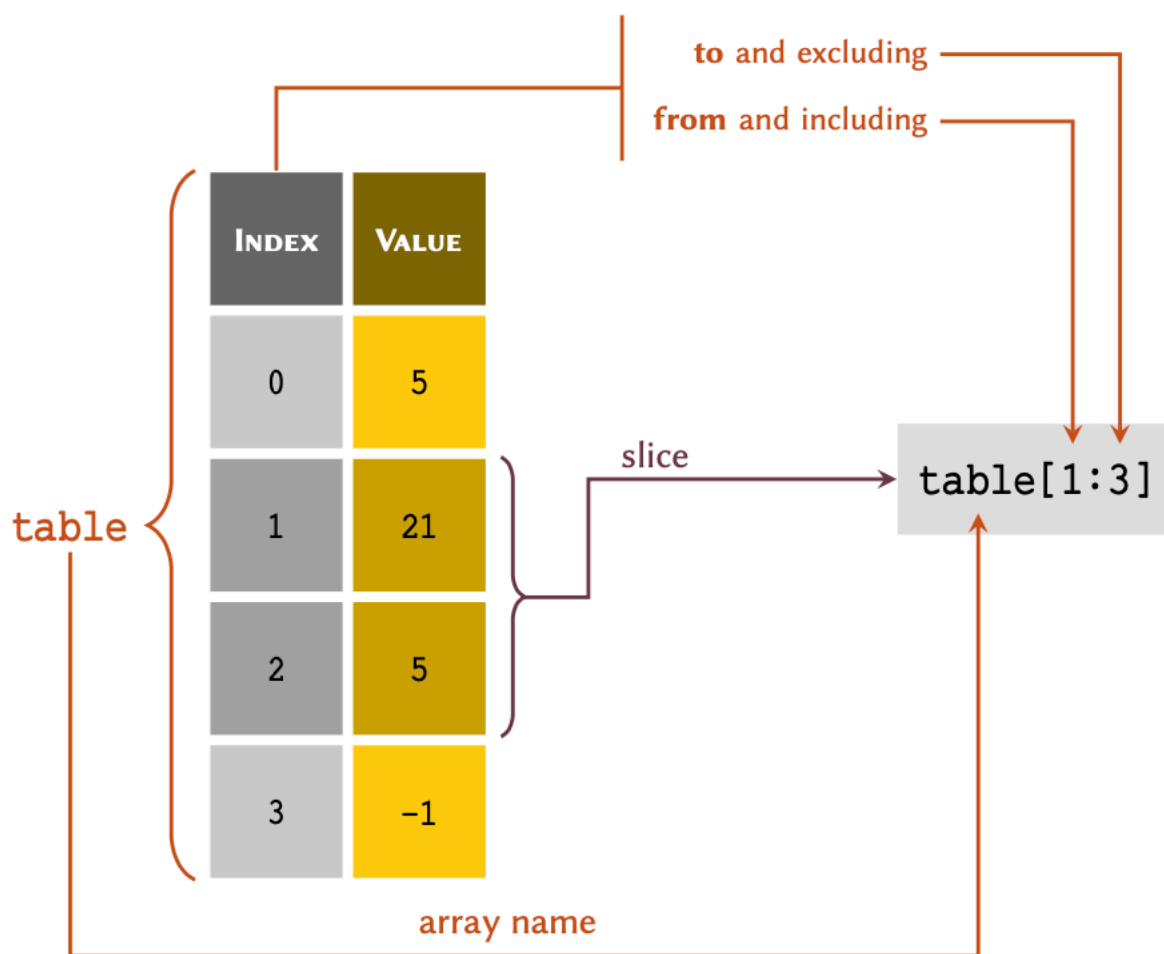 to and excluding
from and including
INDEX VALUE
0 5
slice
table[1:3]
table
1 21
2 5
3 −1
array name